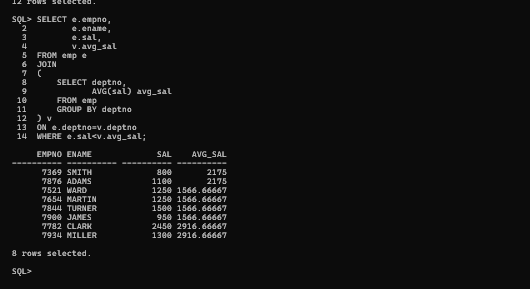 12 rows selected.
SQL> SELECT e.empno,
  2         e.ename,
  3         e.sal,
  4         v.avg_sal
  5  FROM emp e
  6  JOIN
  7  (
  8      SELECT deptno,
  9             AVG(sal) avg_sal
 10      FROM emp
 11      GROUP BY deptno
 12  ) v
 13  ON e.deptno=v.deptno
 14  WHERE e.sal<v.avg_sal;
     EMPNO ENAME             SAL    AVG_SAL
---------- ---------- ---------- ----------
      7369 SMITH             800       2175
      7876 ADAMS            1100       2175
      7521 WARD             1250 1566.66667
      7654 MARTIN           1250 1566.66667
      7844 TURNER           1500 1566.66667
      7900 JAMES             950 1566.66667
      7782 CLARK            2450 2916.66667
      7934 MILLER           1300 2916.66667
8 rows selected.
SQL>